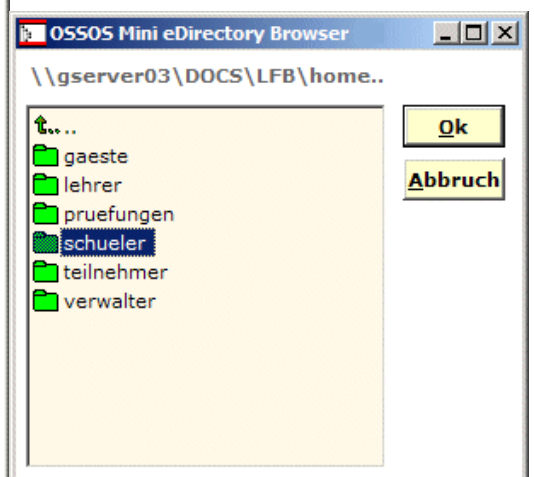 OSSOS Mini eDirectory Browser
\\gserver03\DOCS\LFB\home..
....
gaeste
lehrer
pruefungen
schueler
teilnehmer
verwalter
Ok
Abbruch